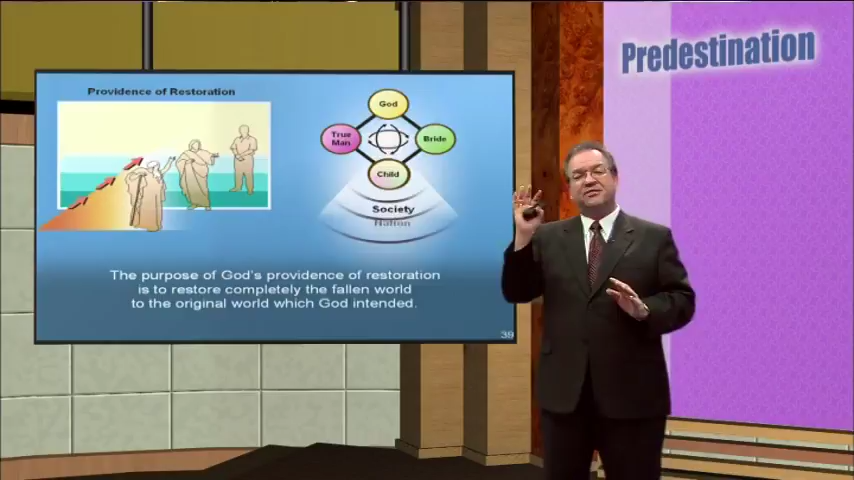 Predestination
Providence of Restoration
God
True
Man
Bride
Child
Society
Nation
The purpose of God's providence of restoration
is to restore completely the fallen world
to the original world which God intended.
39